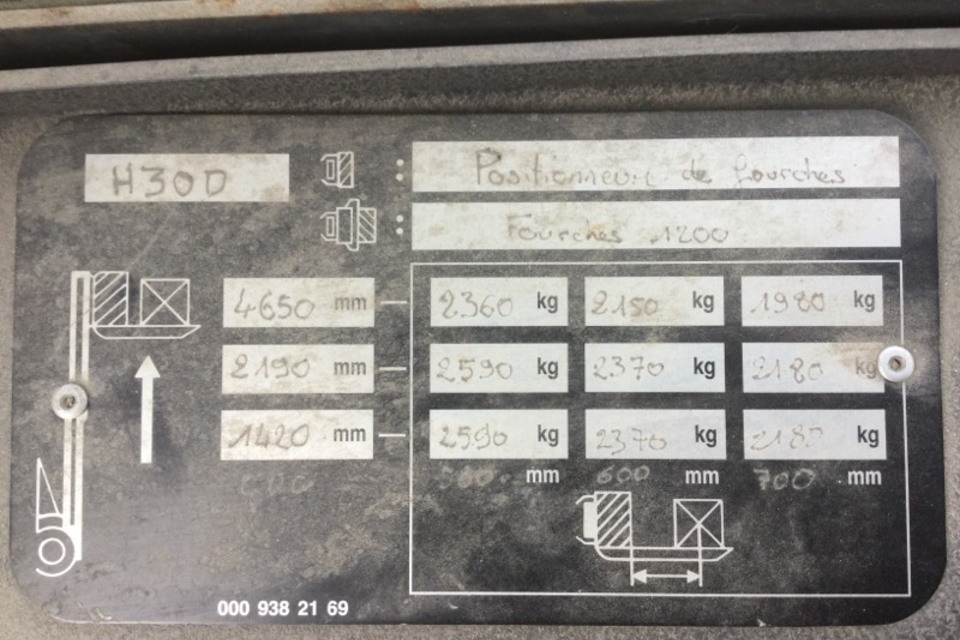 H30D : Positionneur de fourches
: Fourches 1200
4650 mm 2360 kg 2150 kg 1980 kg
2190 mm 2590 kg 2370 kg 2180 kg
1420 mm 2590 kg 2370 kg 2180 kg
mm 600 mm 700 mm
000 938 21 69